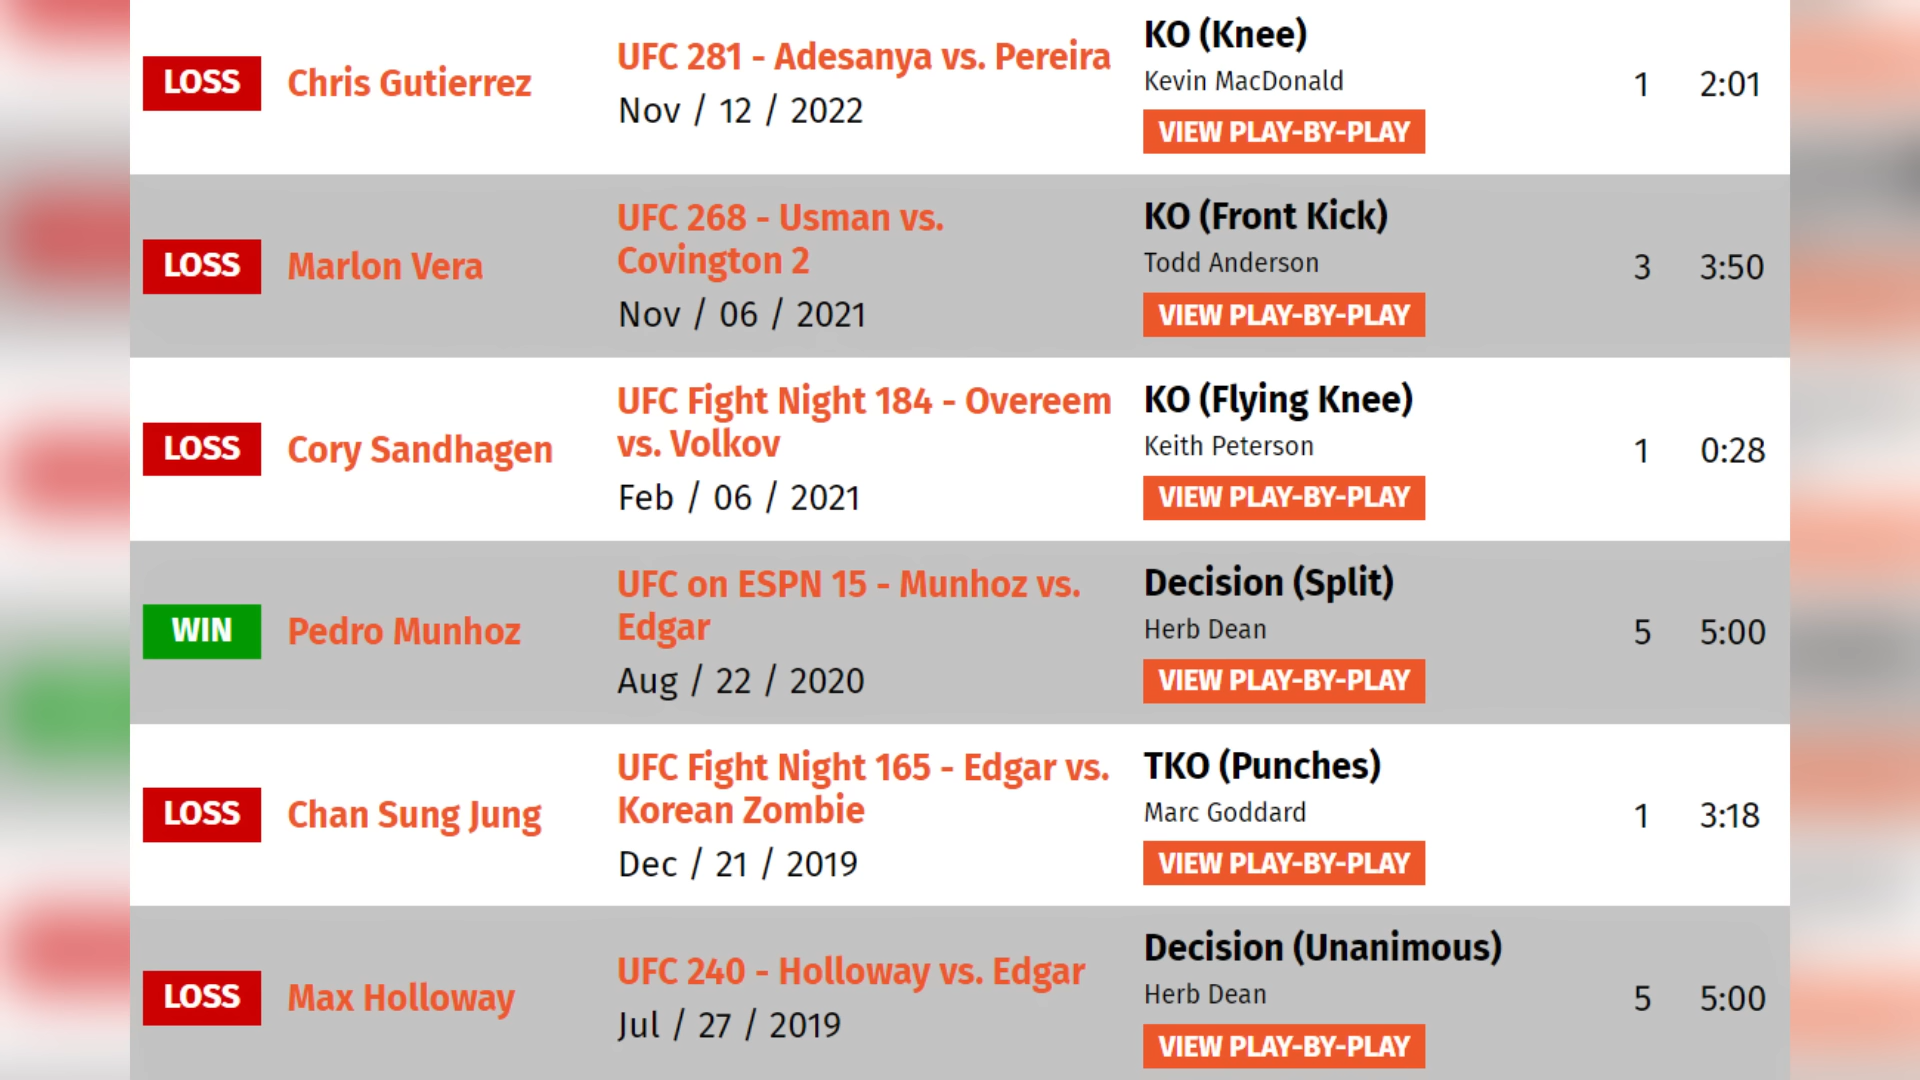 LOSS
Chris Gutierrez
UFC 281 - Adesanya vs. Pereira
Nov / 12 / 2022
KO (Knee)
Kevin MacDonald
VIEW PLAY-BY-PLAY
1
2:01
LOSS
Marlon Vera
UFC 268 - Usman vs.
Covington 2
Nov / 06 / 2021
KO (Front Kick)
Todd Anderson
VIEW PLAY-BY-PLAY
3
3:50
LOSS
Cory Sandhagen
UFC Fight Night 184 - Overeem
vs. Volkov
Feb / 06 / 2021
KO (Flying Knee)
Keith Peterson
VIEW PLAY-BY-PLAY
1
0:28
WIN
Pedro Munhoz
UFC on ESPN 15 - Munhoz vs.
Edgar
Aug / 22 / 2020
Decision (Split)
Herb Dean
VIEW PLAY-BY-PLAY
5
5:00
LOSS
Chan Sung Jung
UFC Fight Night 165 - Edgar vs.
Korean Zombie
Dec / 21 / 2019
TKO (Punches)
Marc Goddard
VIEW PLAY-BY-PLAY
1
3:18
LOSS
Max Holloway
UFC 240 - Holloway vs. Edgar
Jul / 27 / 2019
Decision (Unanimous)
Herb Dean
VIEW PLAY-BY-PLAY
5
5:00